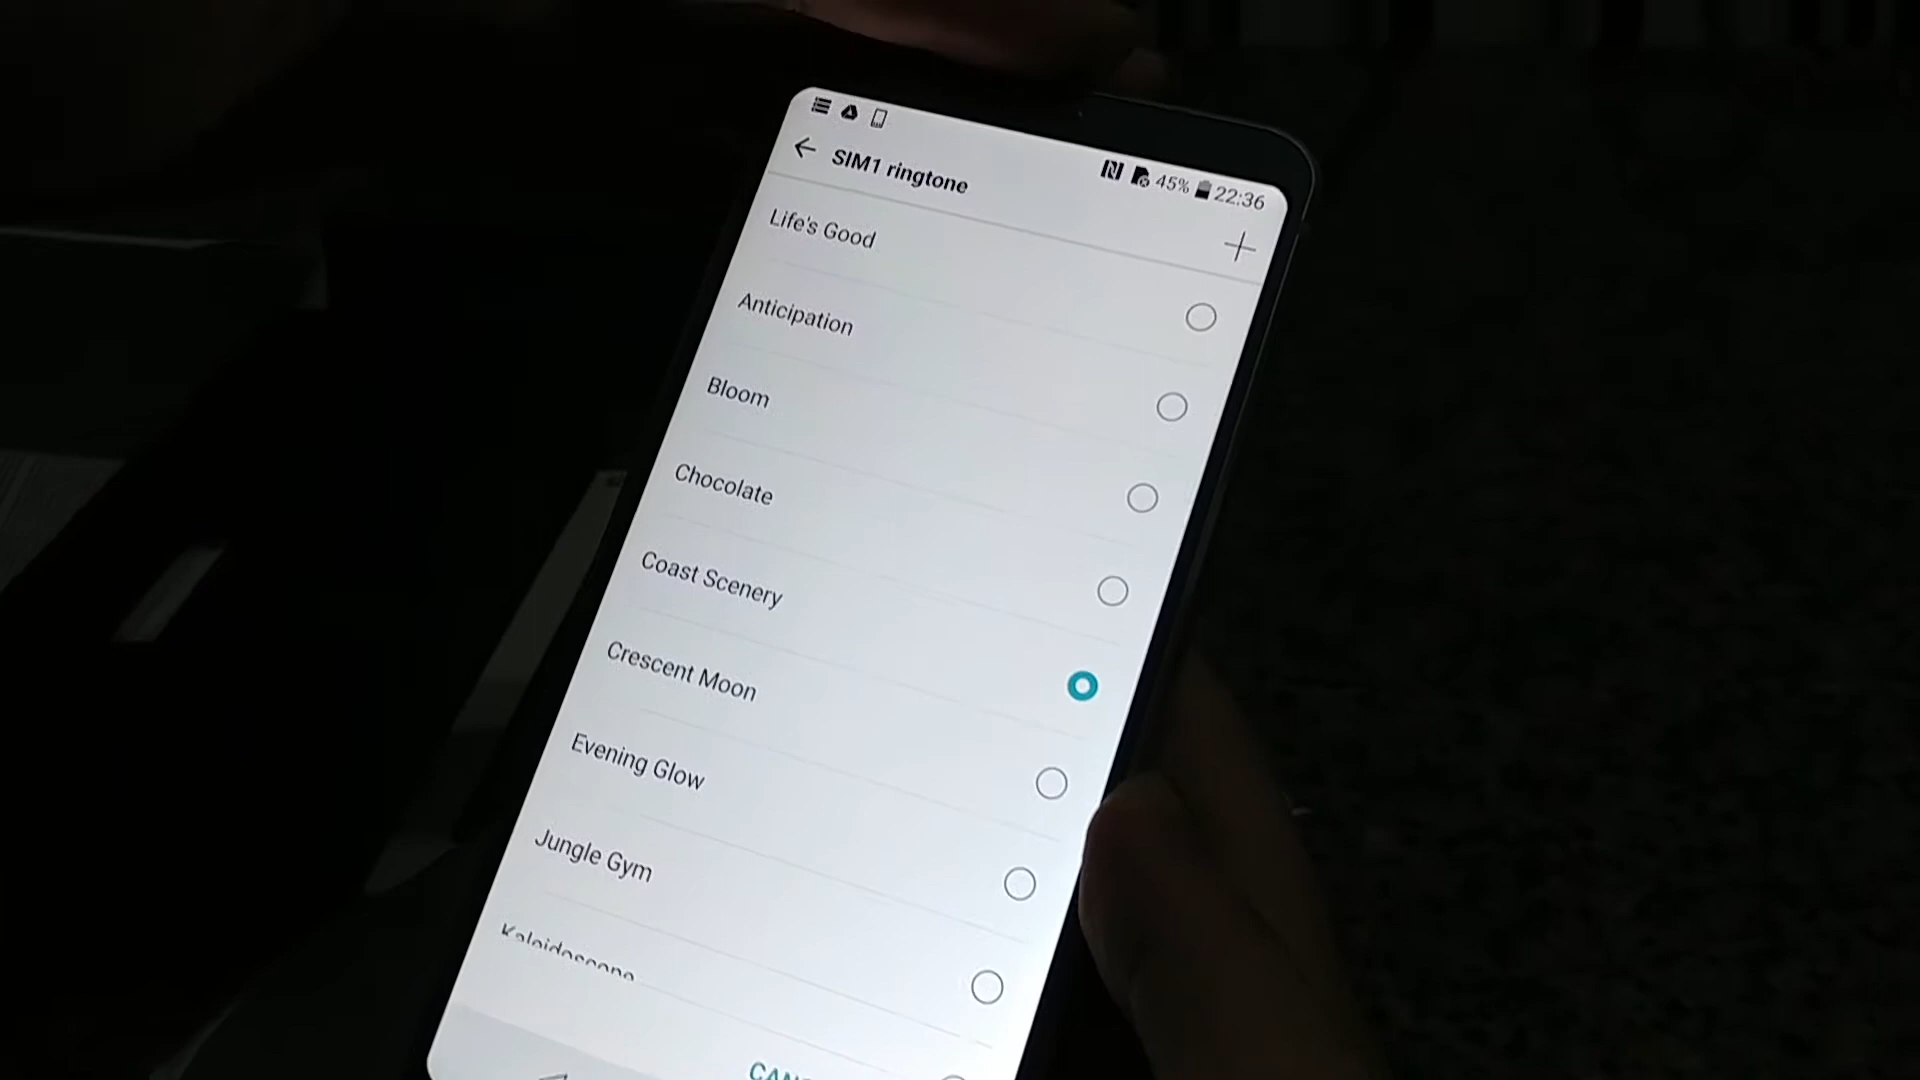 45% 22:36
SIM1 ringtone
Life's Good
Anticipation
Bloom
Chocolate
Coast Scenery
Crescent Moon
Evening Glow
Jungle Gym
Kaleidoscope